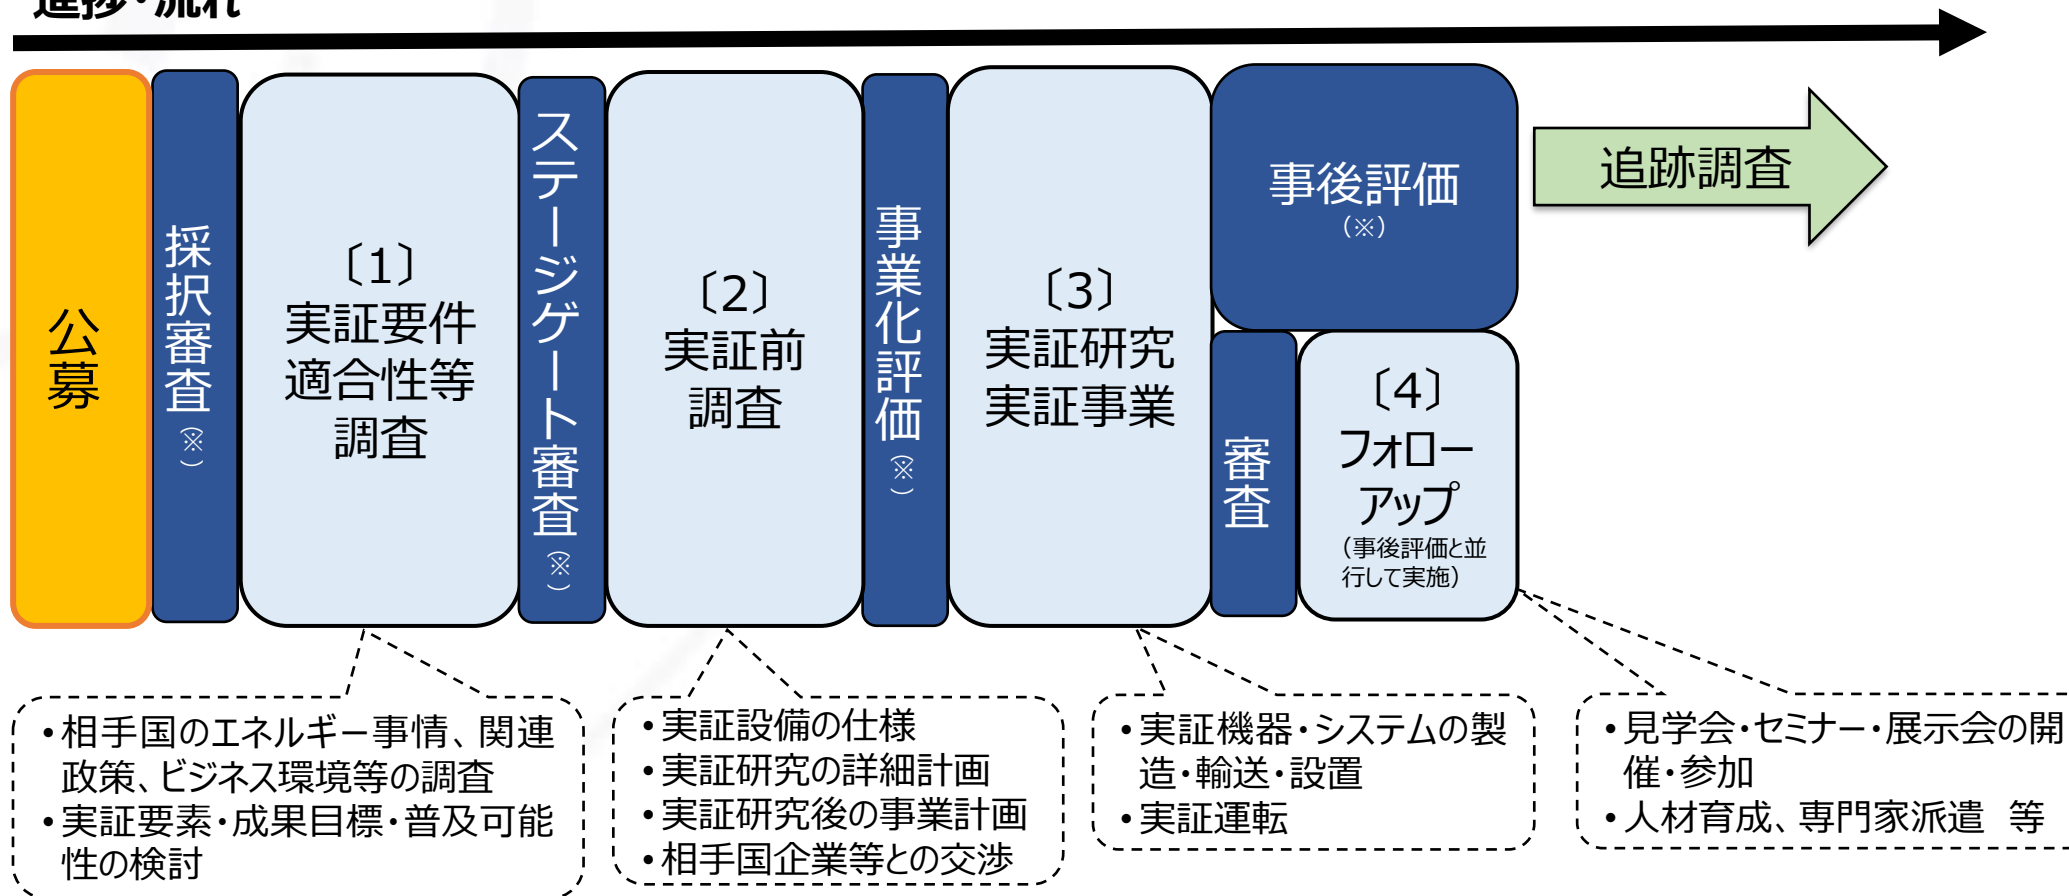 進捗・流れ
公募
採択審査（※）
〔1〕
実証要件
適合性等
調査
ステージゲート審査（※）
〔2〕
実証前
調査
事業化評価（※）
〔3〕
実証研究
実証事業
事後評価
（※）
審査
〔4〕
フォロー
アップ
（事後評価と並
行して実施）
追跡調査
•相手国のエネルギー事情、関連
政策、ビジネス環境等の調査
•実証要素・成果目標・普及可能
性の検討
•実証設備の仕様
•実証研究の詳細計画
•実証研究後の事業計画
•相手国企業等との交渉
•実証機器・システムの製
造・輸送・設置
•実証運転
•見学会・セミナー・展示会の開
催・参加
•人材育成、専門家派遣 等